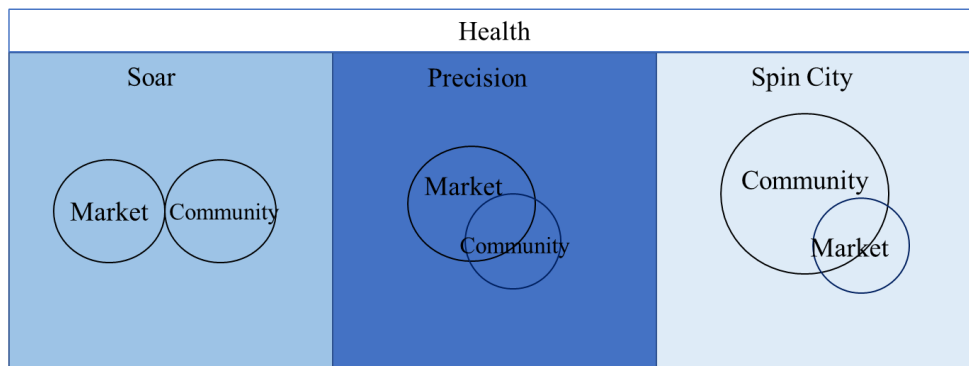 Health
Soar
Market
Community
Precision
Market
Community
Spin City
Community
Market